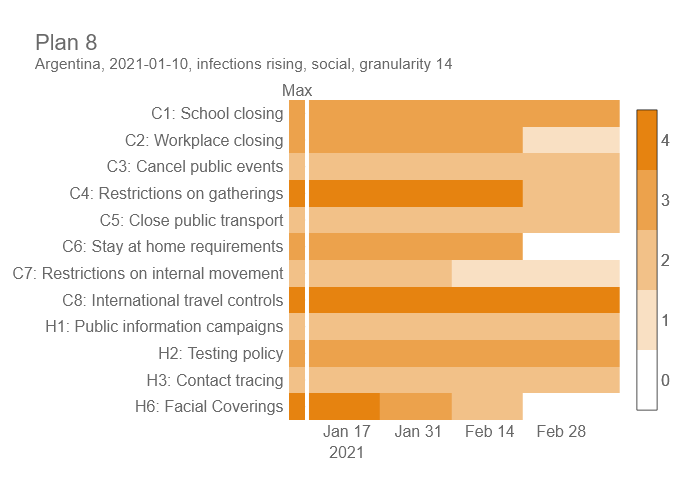 Plan 8
Argentina, 2021-01-10, infections rising, social, granularity 14
Max
C1: School closing
C2: Workplace closing
C3: Cancel public events
C4: Restrictions on gatherings
C5: Close public transport
C6: Stay at home requirements
C7: Restrictions on internal movement
C8: International travel controls
H1: Public information campaigns
H2: Testing policy
H3: Contact tracing
H6: Facial Coverings
Jan 17 Jan 31 Feb 14 Feb 28
2021
4
3
2
1
0